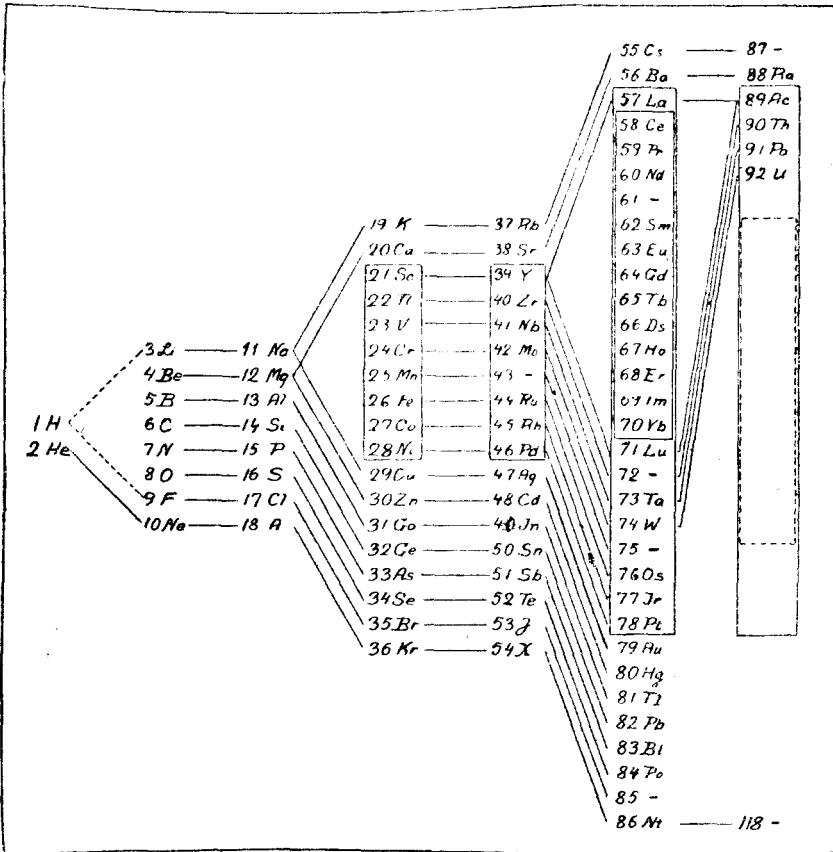 1 H
2 He
3 Li
4 Be
5 B
6 C
7 N
8 O
9 F
10 Ne
11 Na
12 Mg
13 Al
14 Si
15 P
16 S
17 Cl
18 A
19 K
20 Ca
21 Sc
22 Ti
23 V
24 Cr
25 Mn
26 Fe
27 Co
28 Ni
29 Cu
30 Zn
31 Ga
32 Ge
33 As
34 Se
35 Br
36 Kr
37 Rb
38 Sr
39 Y
40 Zr
41 Nb
42 Mo
43 -
44 Ru
45 Rh
46 Pd
47 Ag
48 Cd
49 Jn
50 Sn
51 Sb
52 Te
53 J
54 X
55 Cs
56 Ba
57 La
58 Ce
59 Pr
60 Nd
61 -
62 Sm
63 Eu
64 Gd
65 Tb
66 Ds
67 Ho
68 Er
69 Tm
70 Yb
71 Lu
72 -
73 Ta
74 W
75 -
76 Os
77 Jr
78 Pt
79 Au
80 Hg
81 Tl
82 Pb
83 Bi
84 Po
85 -
86 Nt
87 -
88 Ra
89 Ac
90 Th
91 Pa
92 U
118 -